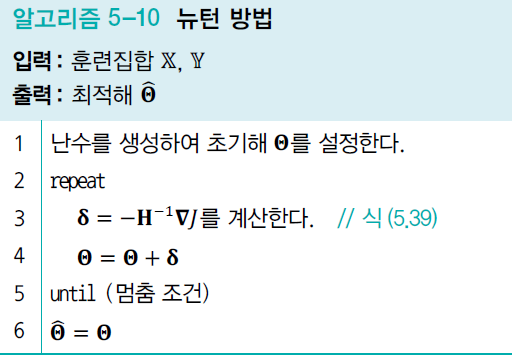 알고리즘 5-10 뉴턴 방법
입력: 훈련집합 𝕏, 𝕐
출력: 최적해 𝚯̂
1 난수를 생성하여 초기해 𝚯를 설정한다.
2 repeat
3 𝛅 = −𝐇⁻¹𝛁J를 계산한다. // 식 (5.39)
4 𝚯 = 𝚯 + 𝛅
5 until (멈춤 조건)
6 𝚯̂ = 𝚯